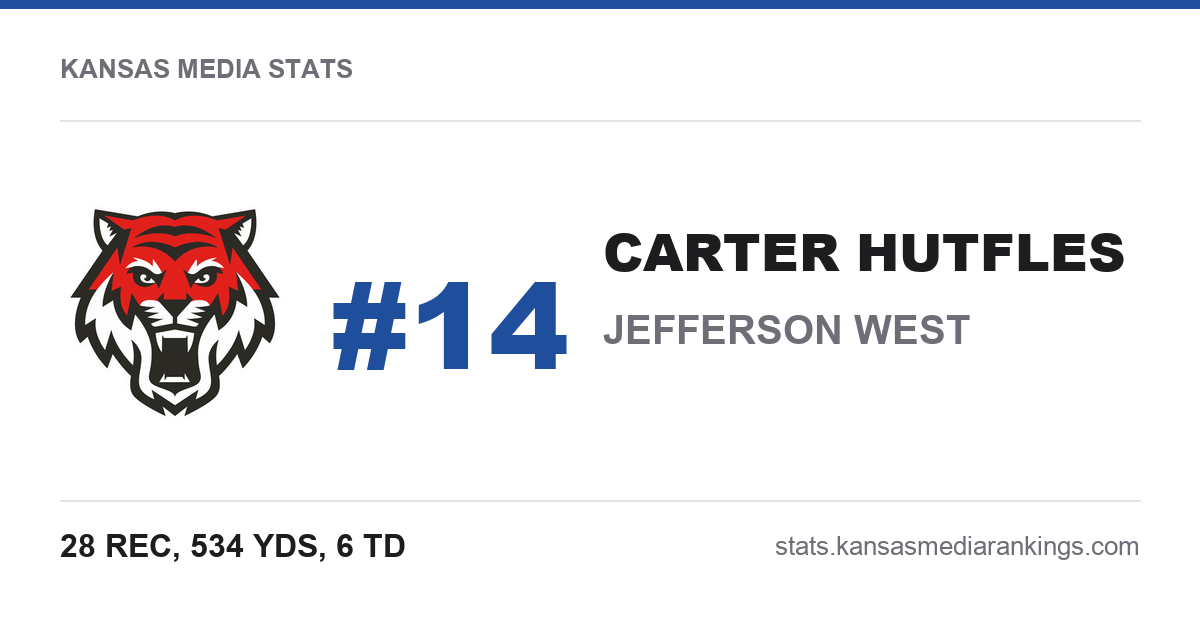 KANSAS MEDIA STATS
#14
CARTER HUTFLES
JEFFERSON WEST
28 REC, 534 YDS, 6 TD
stats.kansasmediarankings.com